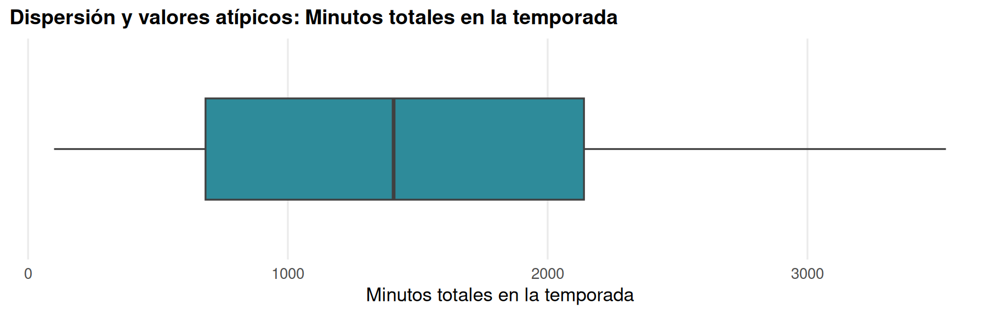 Dispersión y valores atípicos: Minutos totales en la temporada
0 1000 2000 3000
Minutos totales en la temporada